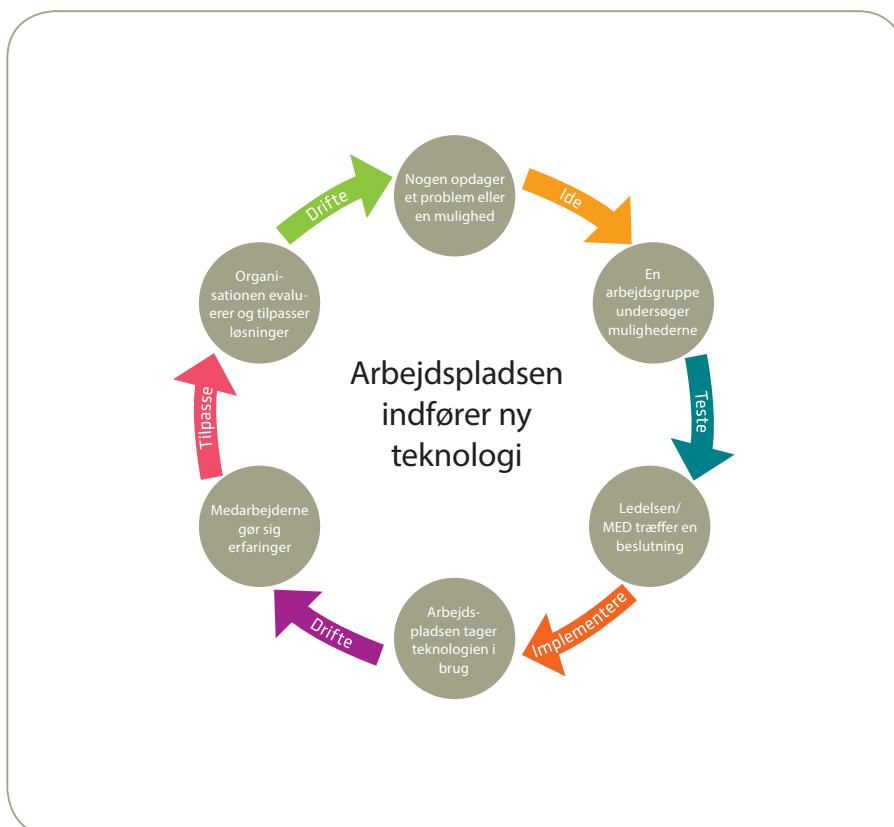 Nogen opdager
et problem eller
en mulighed
Ide
En
arbejdsgruppe
undersøger
mulighederne
Teste
Ledelsen/
MED træffer en
beslutning
Implementere
Arbejds-
pladsen tager
teknologien i
brug
Drifte
Medarbejderne
gør sig
erfaringer
Tilpasse
Organi-
sationen evalu-
erer og tilpasser
løsninger
Drifte
Arbejdspladsen
indfører ny
teknologi